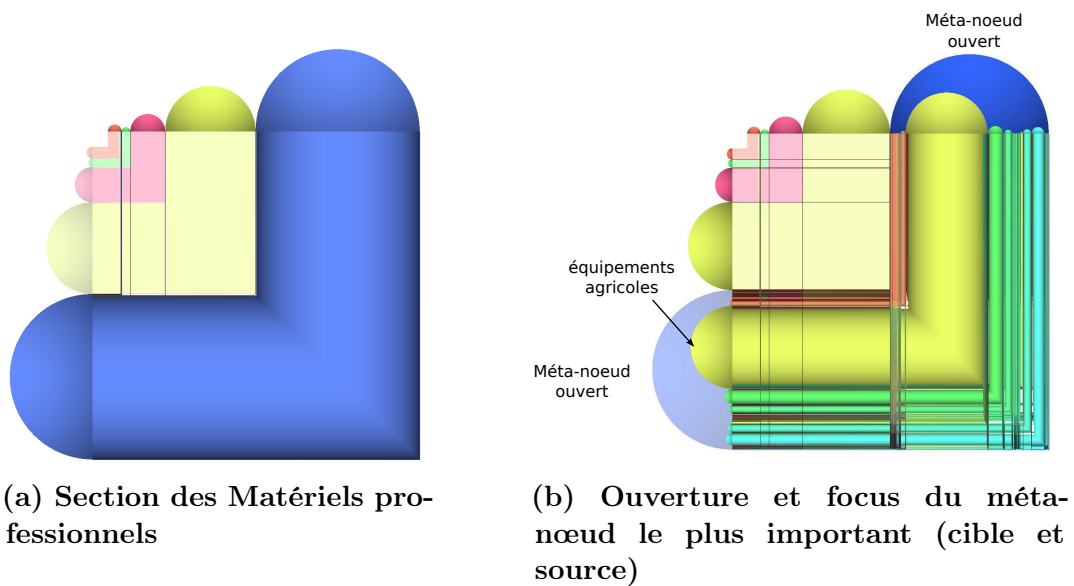 Méta-noeud
ouvert
équipements
agricoles
Méta-noeud
ouvert
(a) Section des Matériels pro-
fessionnels
(b) Ouverture et focus du méta-
nœud le plus important (cible et
source)